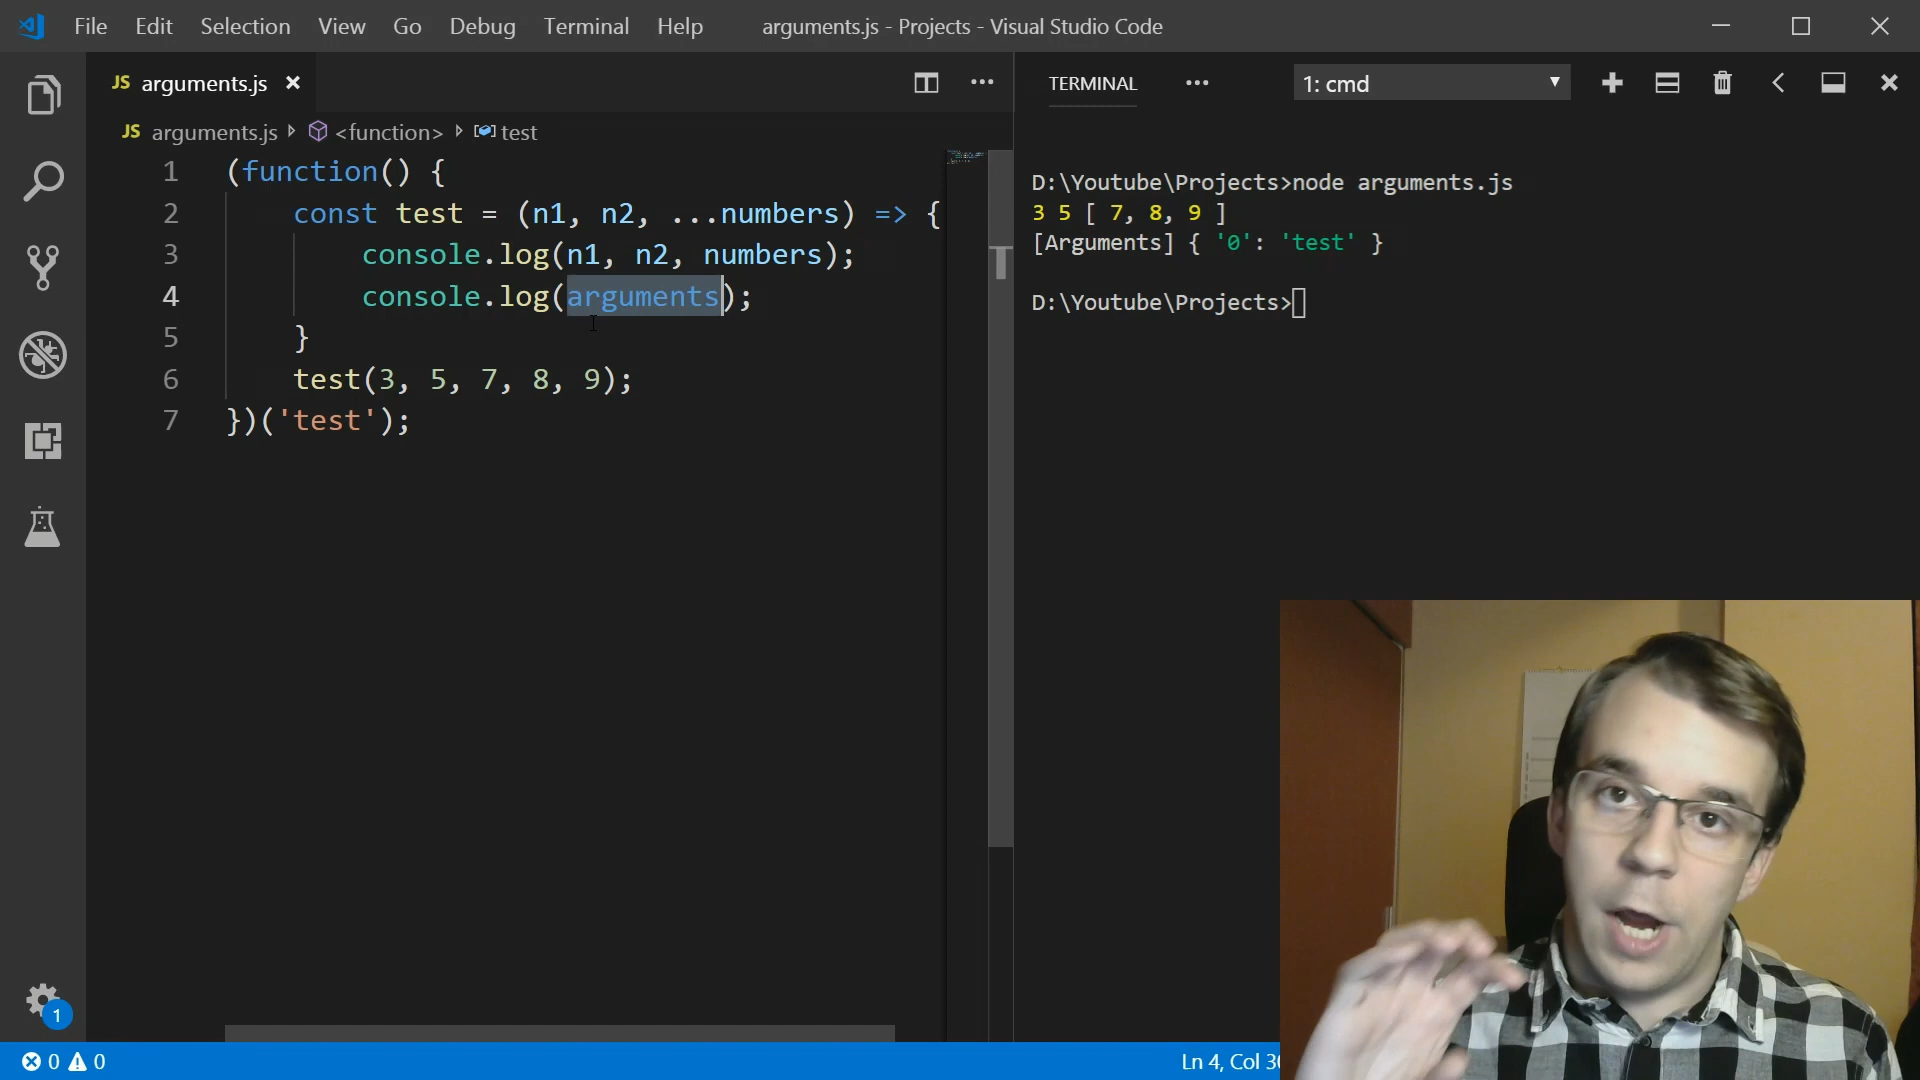 File Edit Selection View Go Debug Terminal Help arguments.js - Projects - Visual Studio Code
JS arguments.js
TERMINAL 1: cmd
JS arguments.js <function> test
1 (function() {
2 const test = (n1, n2, ...numbers) => {
3 console.log(n1, n2, numbers);
4 console.log(arguments);
5 }
6 test(3, 5, 7, 8, 9);
7 })('test');
D:\Youtube\Projects>node arguments.js
3 5 [ 7, 8, 9 ]
[Arguments] { '0': 'test' }
D:\Youtube\Projects>
1
0 0
Ln 4, Col